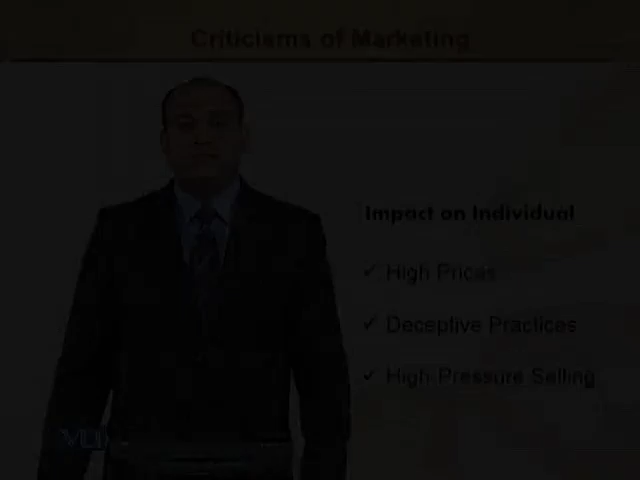 Criticisms of Marketing
Impact on Individual
✓ High Prices
✓ Deceptive Practices
✓ High Pressure Selling